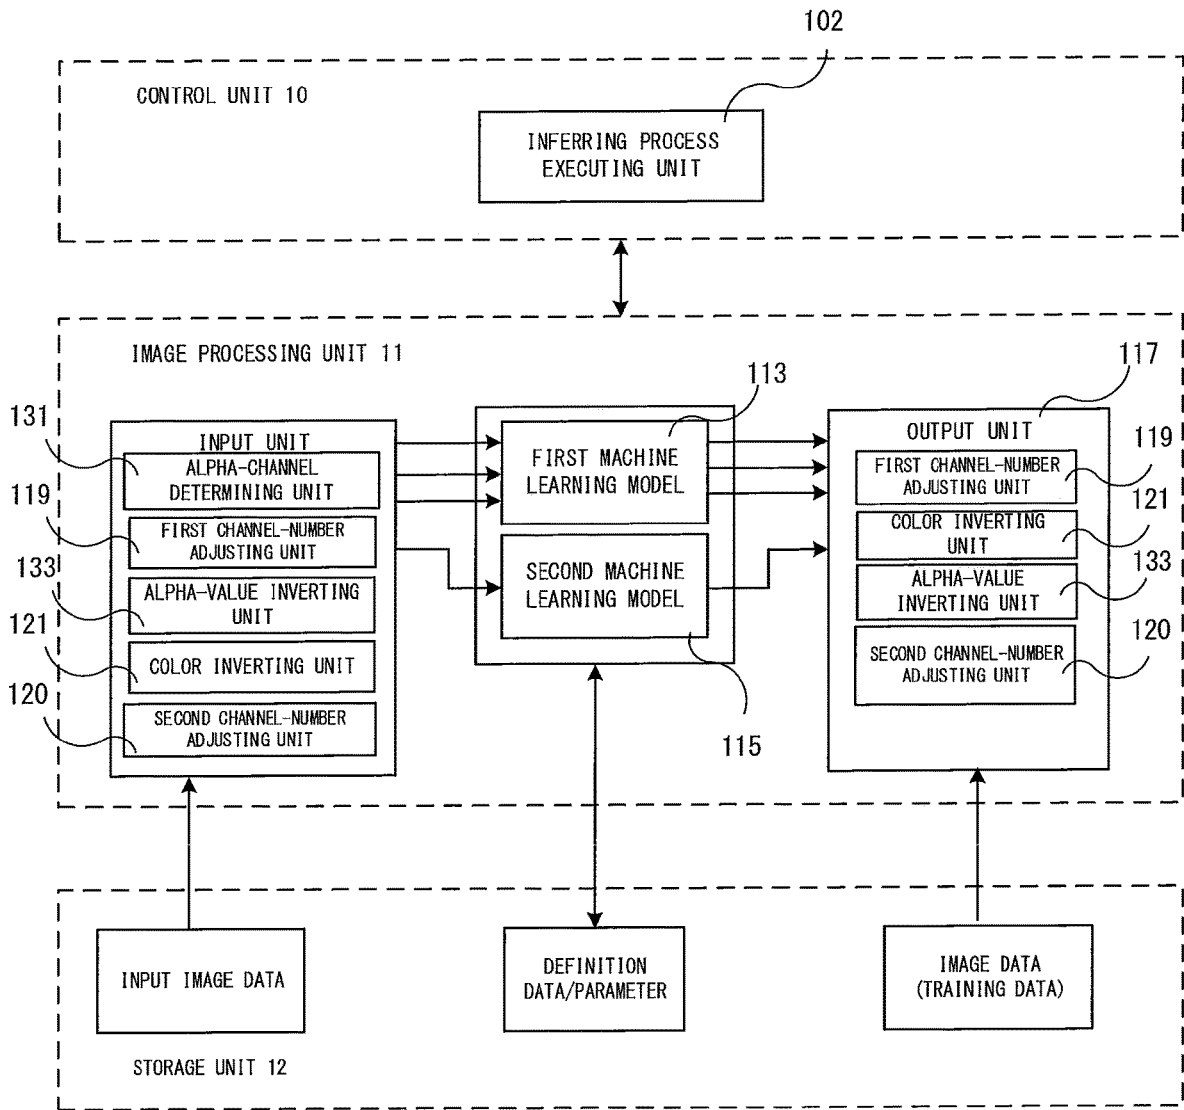 102
CONTROL UNIT 10
INFERRING PROCESS
EXECUTING UNIT
IMAGE PROCESSING UNIT 11
131
119
133
121
120
INPUT UNIT
ALPHA-CHANNEL
DETERMINING UNIT
FIRST CHANNEL-NUMBER
ADJUSTING UNIT
ALPHA-VALUE INVERTING
UNIT
COLOR INVERTING UNIT
SECOND CHANNEL-NUMBER
ADJUSTING UNIT
113
FIRST MACHINE
LEARNING MODEL
SECOND MACHINE
LEARNING MODEL
115
117
OUTPUT UNIT
FIRST CHANNEL-NUMBER
ADJUSTING UNIT
COLOR INVERTING
UNIT
ALPHA-VALUE
INVERTING UNIT
SECOND CHANNEL-NUMBER
ADJUSTING UNIT
119
121
133
120
INPUT IMAGE DATA
DEFINITION
DATA/PARAMETER
IMAGE DATA
(TRAINING DATA)
STORAGE UNIT 12